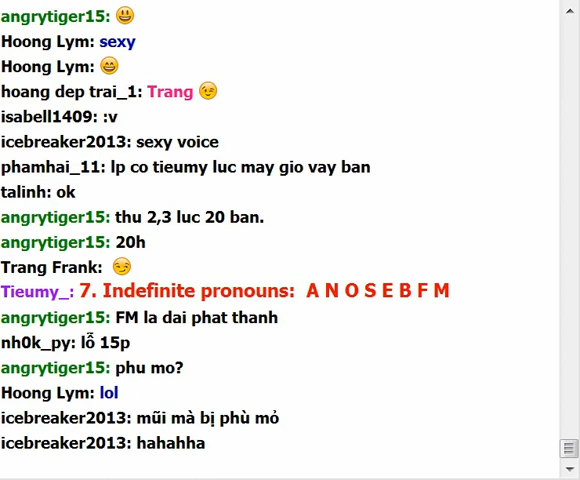 angrytiger15: 😃
Hoong Lym: sexy
Hoong Lym: 😄
hoang dep trai_1: Trang 😉
isabell1409: :v
icebreaker2013: sexy voice
phamhai_11: lp co tieumy luc may gio vay ban
talinh: ok
angrytiger15: thu 2,3 luc 20 ban.
angrytiger15: 20h
Trang Frank: 😏
Tieumy_: 7. Indefinite pronouns: A N O S E B F M
angrytiger15: FM la dai phat thanh
nh0k_py: lỗ 15p
angrytiger15: phu mo?
Hoong Lym: lol
icebreaker2013: mũi mà bị phù mỏ
icebreaker2013: hahahha